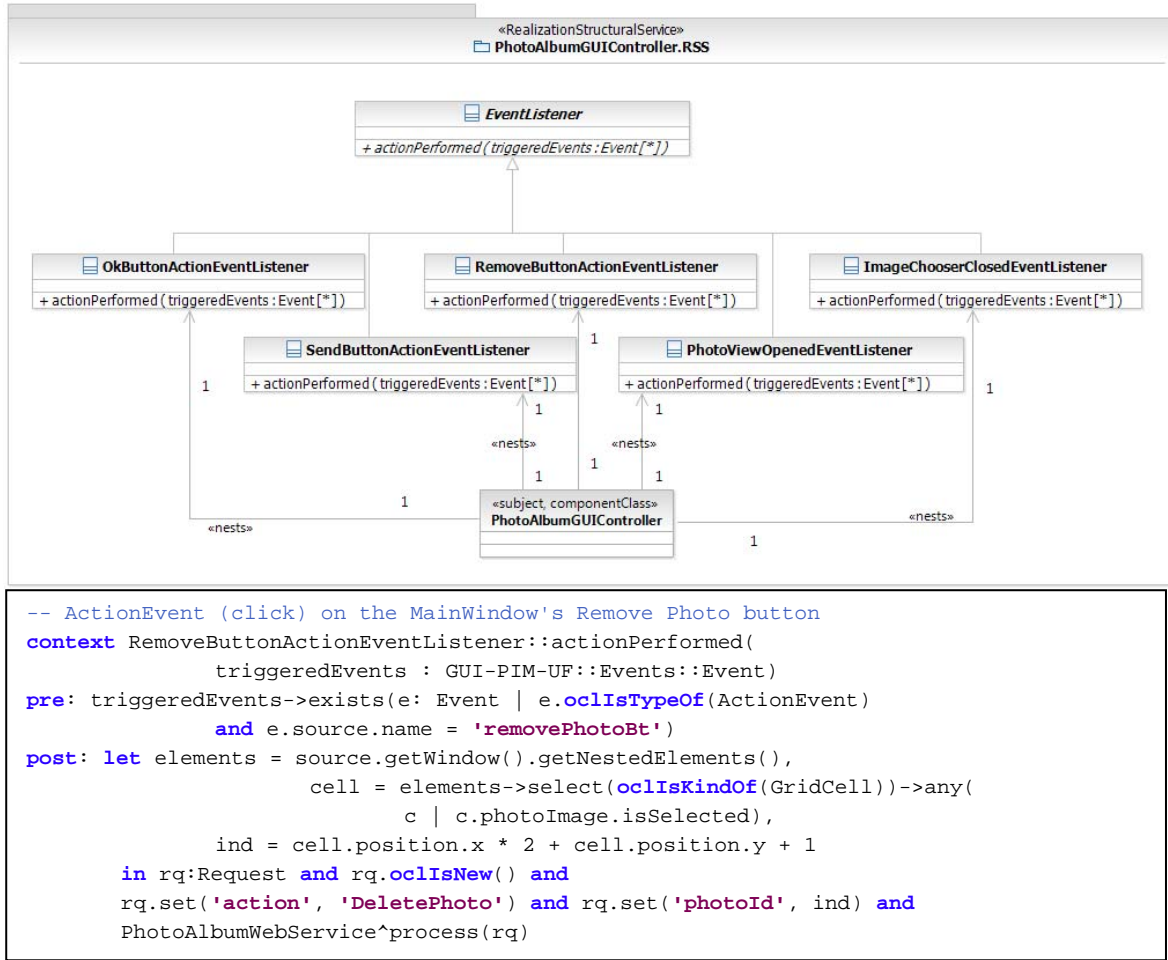 «RealizationStructuralService»
PhotoAlbumGUIController.RSS
EventListener
+ actionPerformed ( triggeredEvents : Event [*] )
OkButtonActionEventListener
+ actionPerformed ( triggeredEvents : Event [*] )
RemoveButtonActionEventListener
+ actionPerformed ( triggeredEvents : Event [*] )
ImageChooserClosedEventListener
+ actionPerformed ( triggeredEvents : Event [*] )
SendButtonActionEventListener
+ actionPerformed ( triggeredEvents : Event [*] )
1
PhotoViewOpenedEventListener
+ actionPerformed ( triggeredEvents : Event [*] )
1
1
1
1
«nests»
«nests»
1
1
1
1
«subject, componentClass»
PhotoAlbumGUIController
«nests»
«nests»
1
-- ActionEvent (click) on the MainWindow's Remove Photo button
context RemoveButtonActionEventListener::actionPerformed(
triggeredEvents : GUI-PIM-UF::Events::Event)
pre: triggeredEvents->exists(e: Event | e.oclIsTypeOf(ActionEvent)
and e.source.name = 'removePhotoBt')
post: let elements = source.getWindow().getNestedElements(),
cell = elements->select(oclIsKindOf(GridCell))->any(
c | c.photoImage.isSelected),
ind = cell.position.x * 2 + cell.position.y + 1
in rq:Request and rq.oclIsNew() and
rq.set('action', 'DeletePhoto') and rq.set('photoId', ind) and
PhotoAlbumWebService^process(rq)